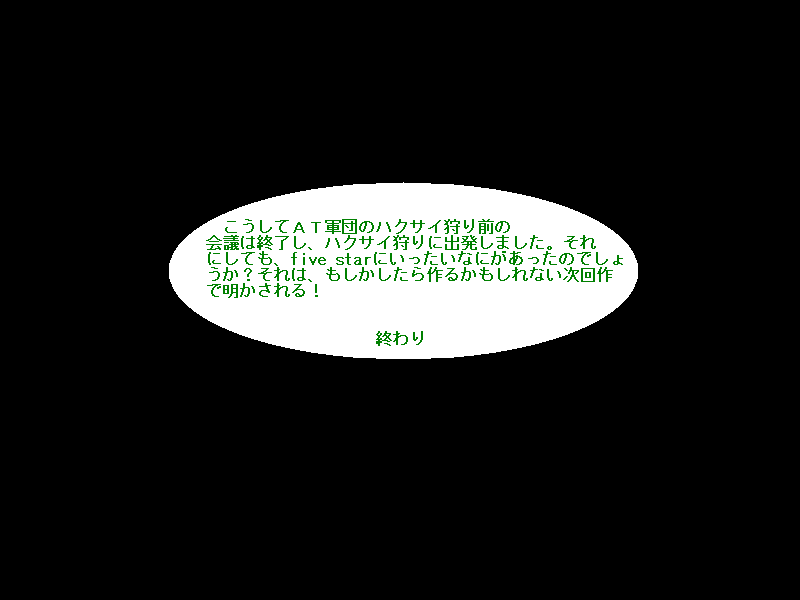 こうしてＡＴ軍団のハクサイ狩り前の
会議は終了し、ハクサイ狩りに出発しました。それ
にしても、five starにいったいなにがあったのでしょ
うか？それは、もしかしたら作るかもしれない次回作
で明かされる！
終わり